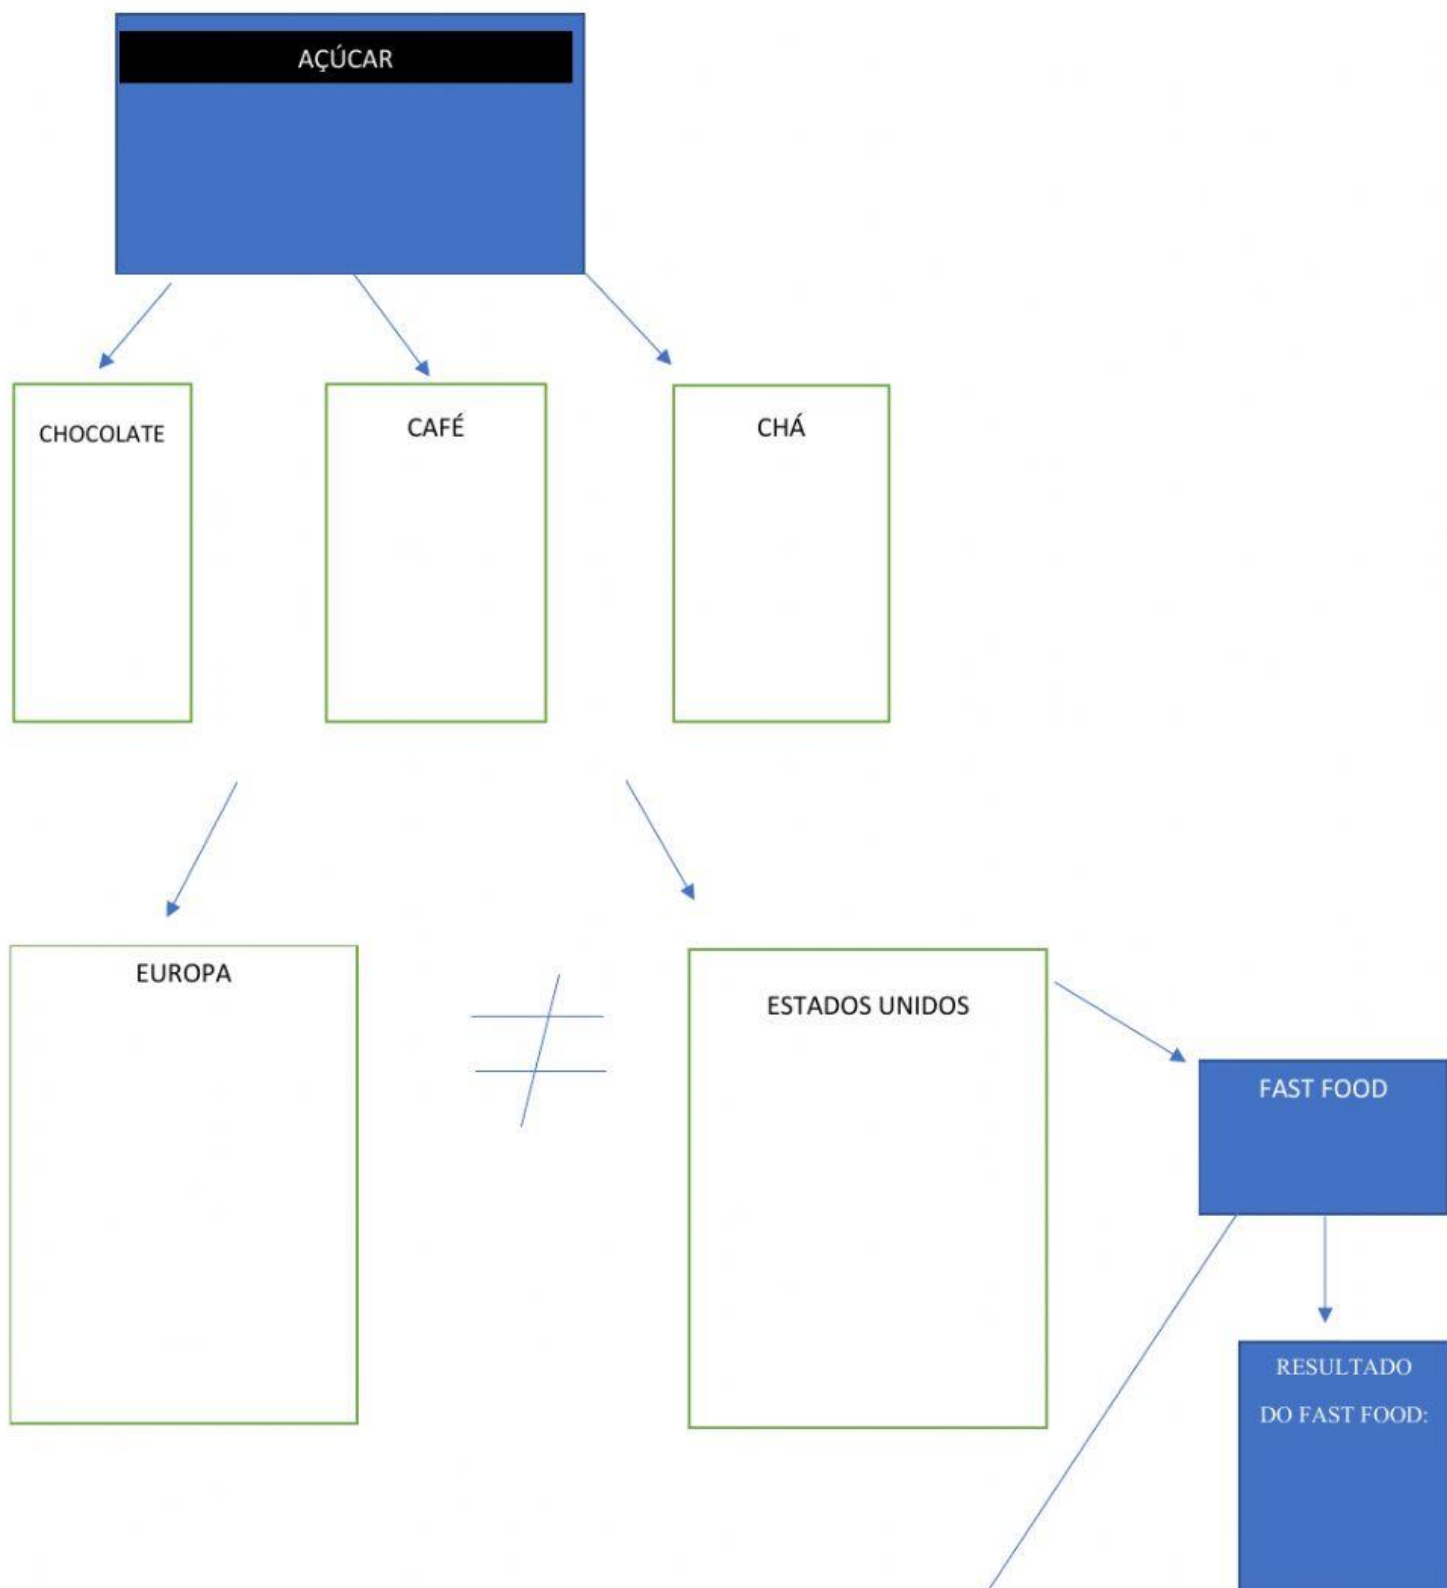 AÇÚCAR
CHOCOLATE
CAFÉ
CHÁ
EUROPA
ESTADOS UNIDOS
FAST FOOD
RESULTADO
DO FAST FOOD: